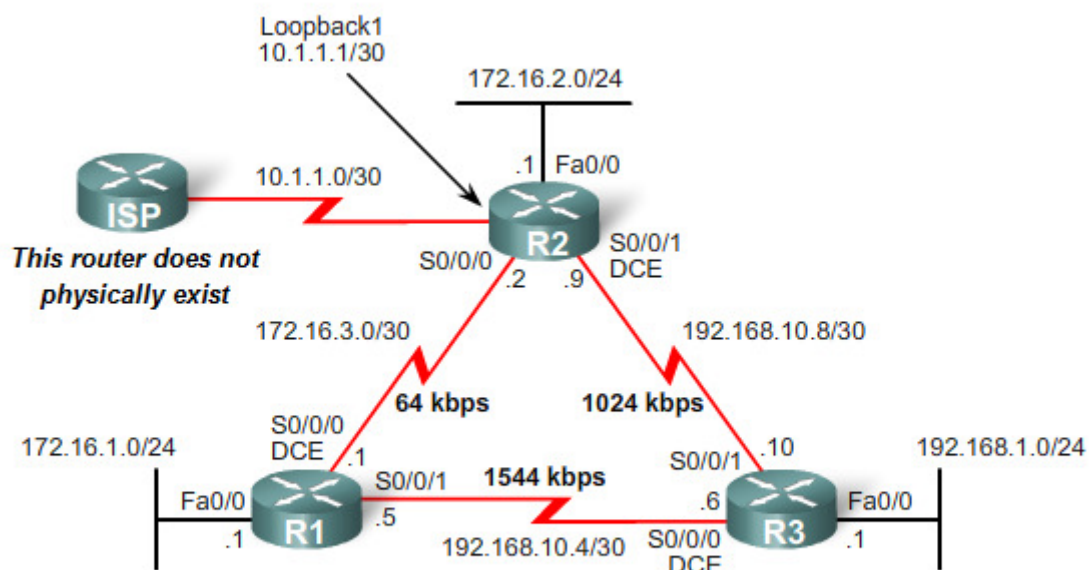 Loopback1
10.1.1.1/30
172.16.2.0/24
.1 Fa0/0
10.1.1.0/30
ISP
This router does not
physically exist
R2
S0/0/0
.2
.9
S0/0/1
DCE
172.16.3.0/30
192.168.10.8/30
64 kbps
1024 kbps
172.16.1.0/24
S0/0/0
DCE
.1
S0/0/1
.5
1544 kbps
.10
S0/0/1
.6
192.168.1.0/24
Fa0/0
.1
R1
192.168.10.4/30
S0/0/0
DCE
R3
Fa0/0
.1